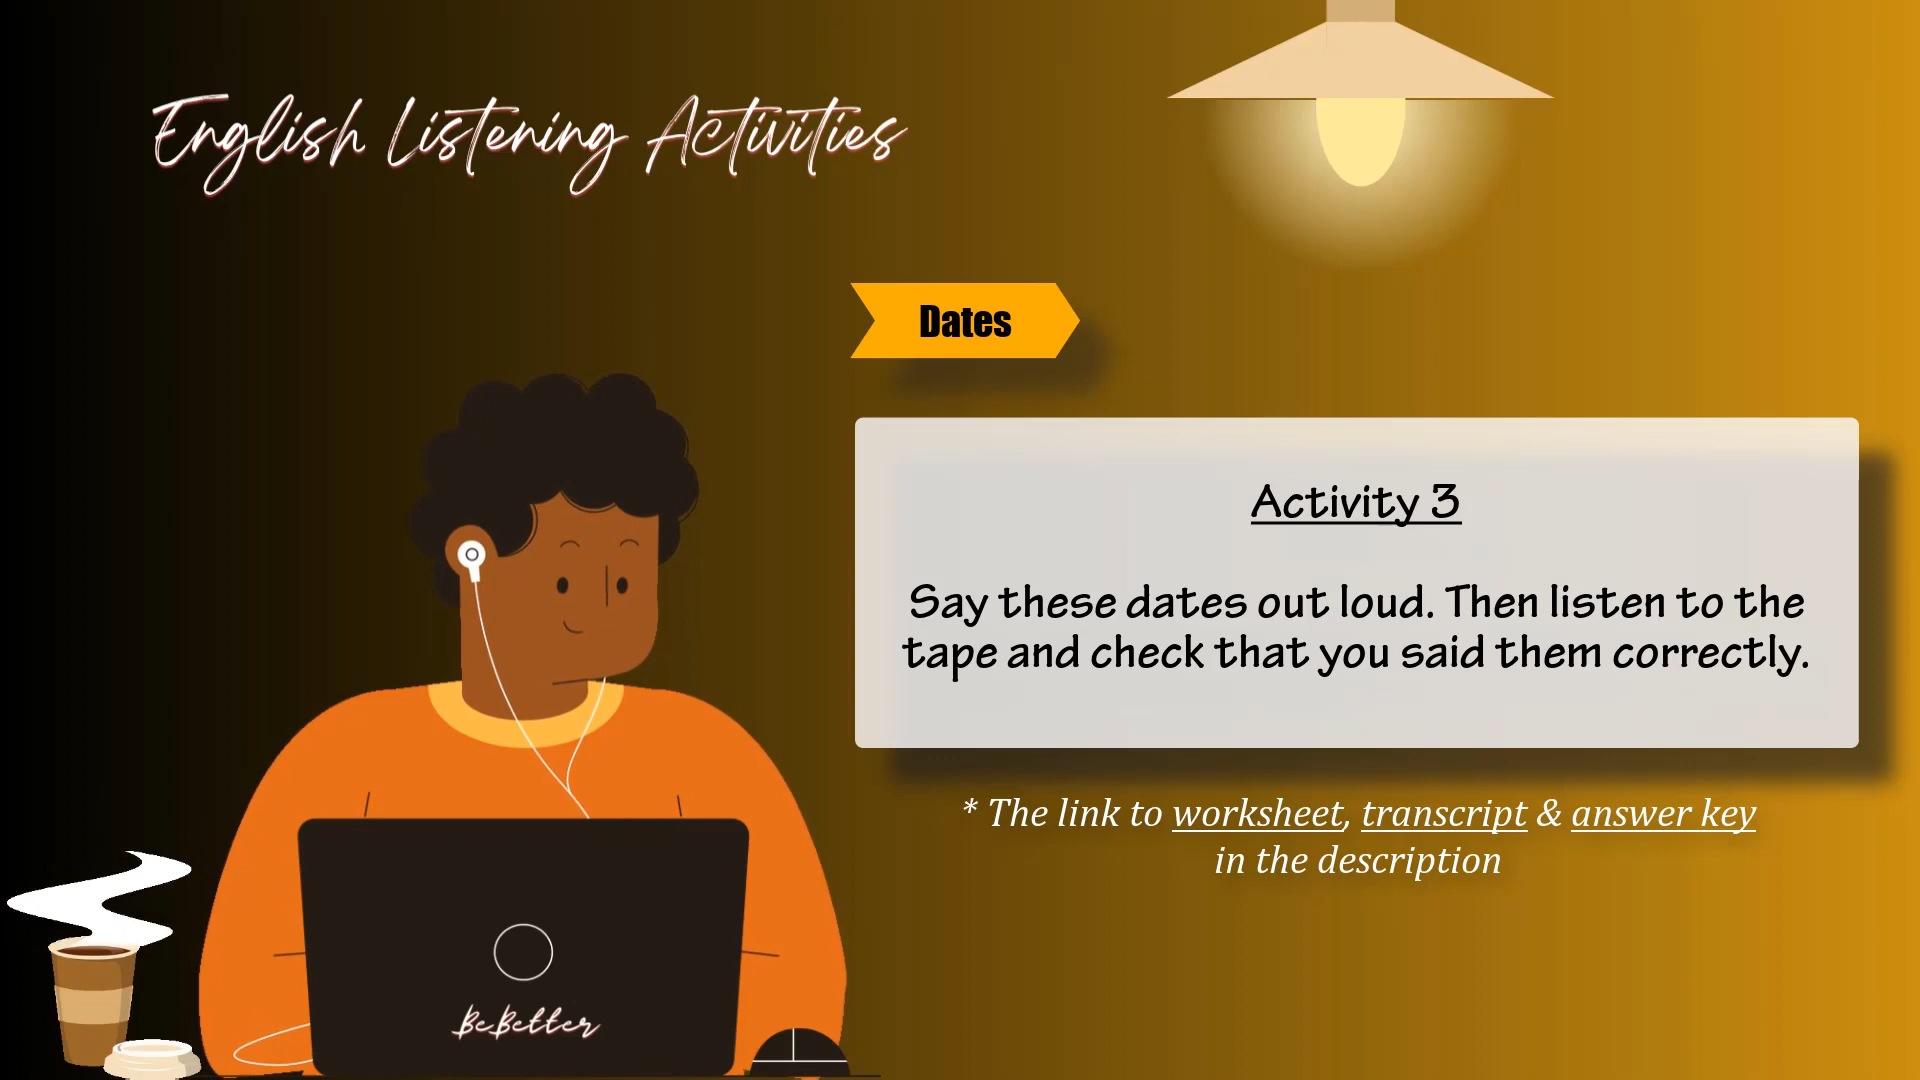 English Listening Activities
Dates
Activity 3
Say these dates out loud. Then listen to the
tape and check that you said them correctly.
* The link to worksheet, transcript & answer key
in the description
BeBetter